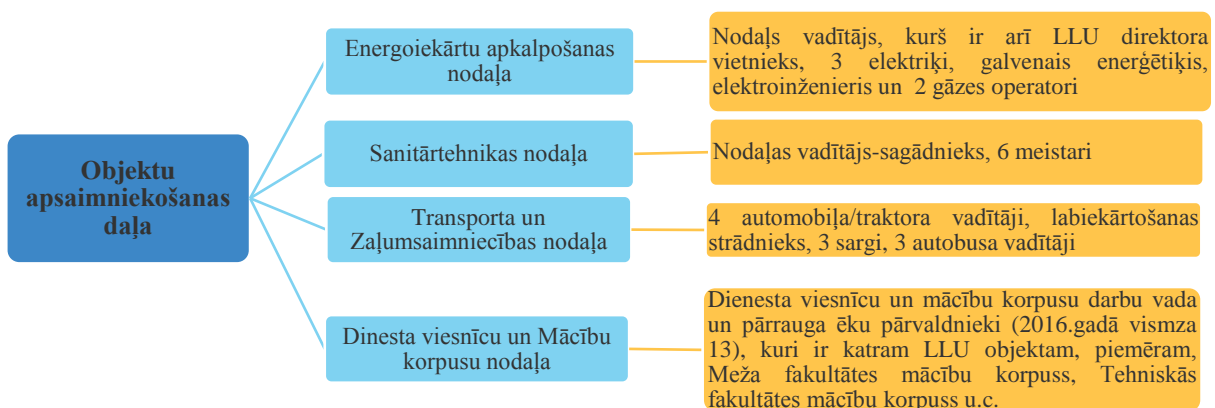 Objektu
apsaimniekošanas
daļa
Energoiekārtu apkalpošanas
nodaļa
Nodaļs vadītājs, kurš ir arī LLU direktora
vietnieks, 3 elektriķi, galvenais enerģētiķis,
elektroinženieris un 2 gāzes operatori
Sanitārtehnikas nodaļa
Nodaļas vadītājs-sagādnieks, 6 meistari
Transporta un
Zaļumsaimniecības nodaļa
4 automobiļa/traktora vadītāji, labiekārtošanas
strādnieks, 3 sargi, 3 autobusa vadītāji
Dinesta viesnīcu un Mācību
korpusu nodaļa
Dienesta viesnīcu un mācību korpusu darbu vada
un pārrauga ēku pārvaldnieki (2016.gadā vismza
13), kuri ir katram LLU objektam, piemēram,
Meža fakultātes mācību korpuss, Tehniskās
fakultātes mācību korpuss u.c.